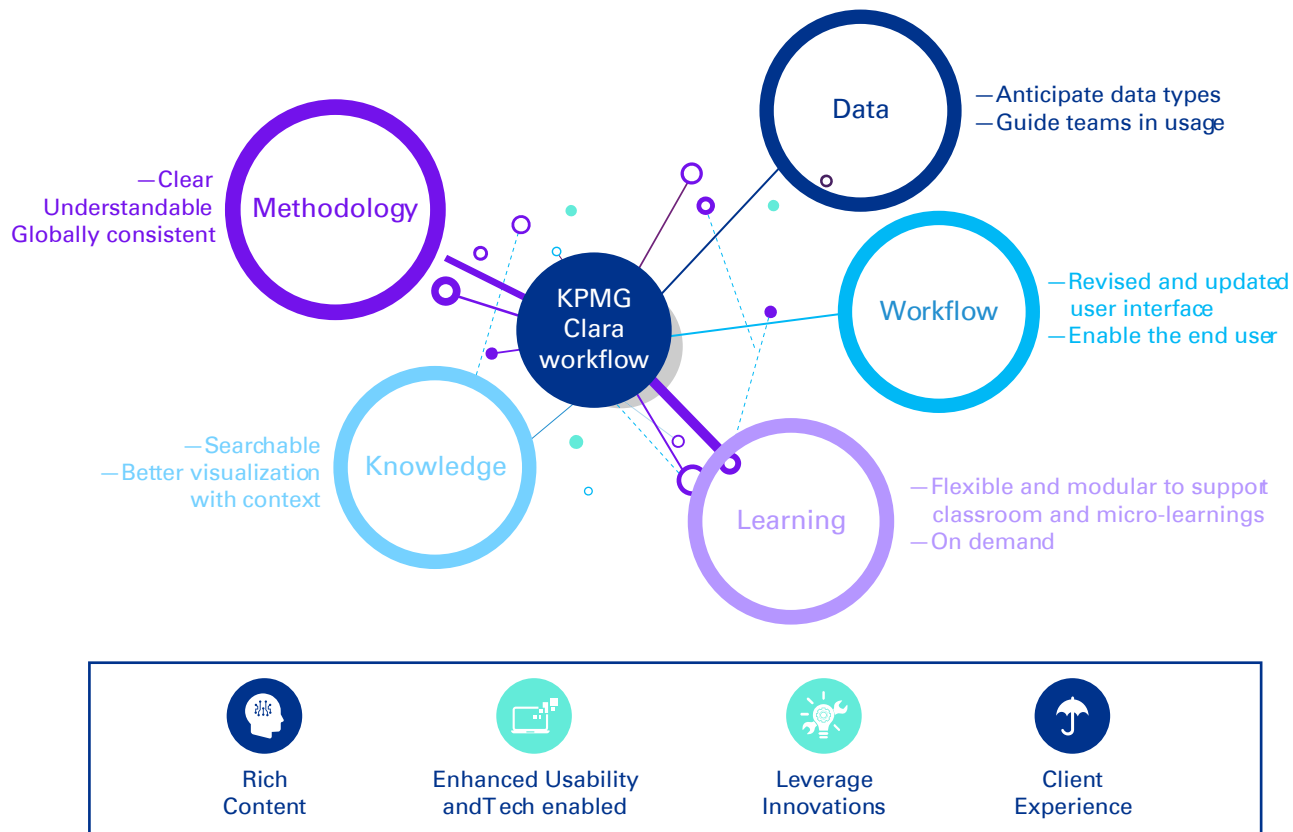 Data
—Anticipate data types
—Guide teams in usage
Methodology
—Clear
Understandable
Globally consistent
KPMG
Clara
workflow
Workflow
—Revised and updated
user interface
—Enable the end user
Knowledge
—Searchable
—Better visualization
with context
Learning
—Flexible and modular to support
classroom and micro-learnings
—On demand
Rich
Content
Enhanced Usability
andTech enabled
Leverage
Innovations
Client
Experience